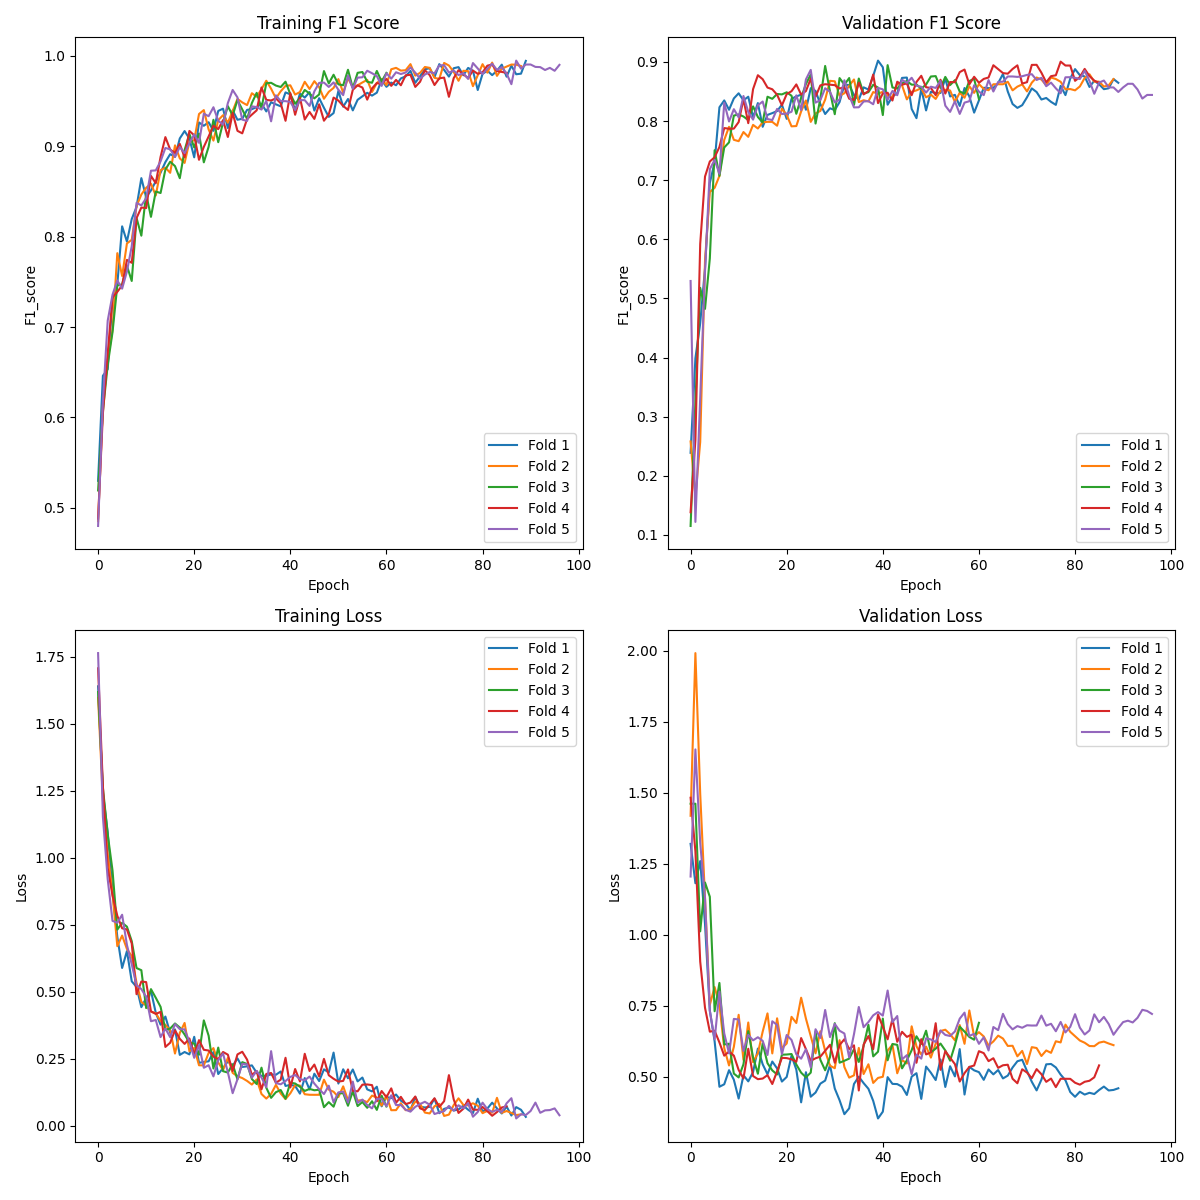 Training F1 Score
F1_score
1.0
0.9
0.8
0.7
0.6
0.5
0 20 40 60 80 100
Epoch
Fold 1
Fold 2
Fold 3
Fold 4
Fold 5
Validation F1 Score
F1_score
0.9
0.8
0.7
0.6
0.5
0.4
0.3
0.2
0.1
0 20 40 60 80 100
Epoch
Fold 1
Fold 2
Fold 3
Fold 4
Fold 5
Training Loss
Loss
1.75
1.50
1.25
1.00
0.75
0.50
0.25
0.00
0 20 40 60 80 100
Epoch
Fold 1
Fold 2
Fold 3
Fold 4
Fold 5
Validation Loss
Loss
2.00
1.75
1.50
1.25
1.00
0.75
0.50
0 20 40 60 80 100
Epoch
Fold 1
Fold 2
Fold 3
Fold 4
Fold 5